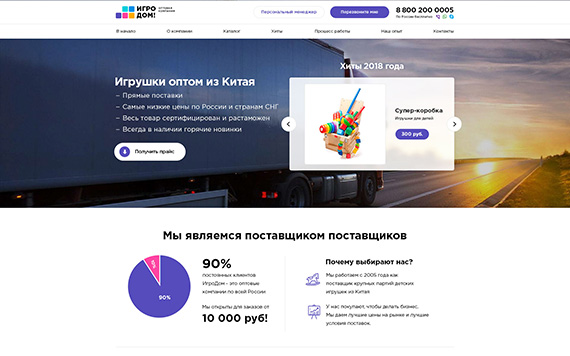 ИГРО
ДОМ!
ОПТОВАЯ
КОМПАНИЯ
Персональный менеджер
Перезвоните мне
8 800 200 0005
По России бесплатно
В начало
О компании
Каталог
Хиты
Процесс работы
Наш опыт
Контакты
Игрушки оптом из Китая
– Прямые поставки
– Самые низкие цены по России и странам СНГ
– Весь товар сертифицирован и растаможен
– Всегда в наличии горячие новинки
Получить прайс
Хиты 2018 года
Супер-коробка
Игрушки для детей
300 руб.
Мы являемся поставщиком поставщиков
90%
90%
постоянных клиентов
ИгроДом - это оптовые
компании по всей России
Мы открыты для заказов от
10 000 руб!
Почему выбирают нас?
Мы работаем с 2005 года как
поставщик крупных партий детских
игрушек из Китая
У нас покупают, чтобы делать бизнес.
Мы даем лучшие цены на рынке и лучшие
условия поставок.